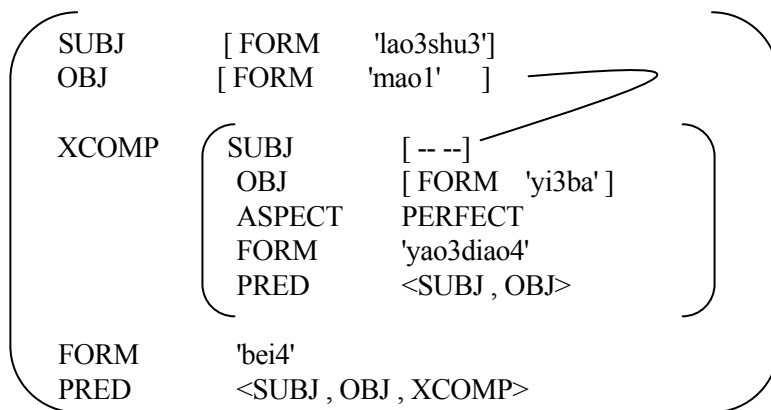 SUBJ [ FORM 'lao3shu3']
OBJ [ FORM 'mao1' ]
XCOMP SUBJ [ -- --]
OBJ [ FORM 'yi3ba' ]
ASPECT PERFECT
FORM 'yao3diao4'
PRED <SUBJ , OBJ>
FORM 'bei4'
PRED <SUBJ , OBJ , XCOMP>